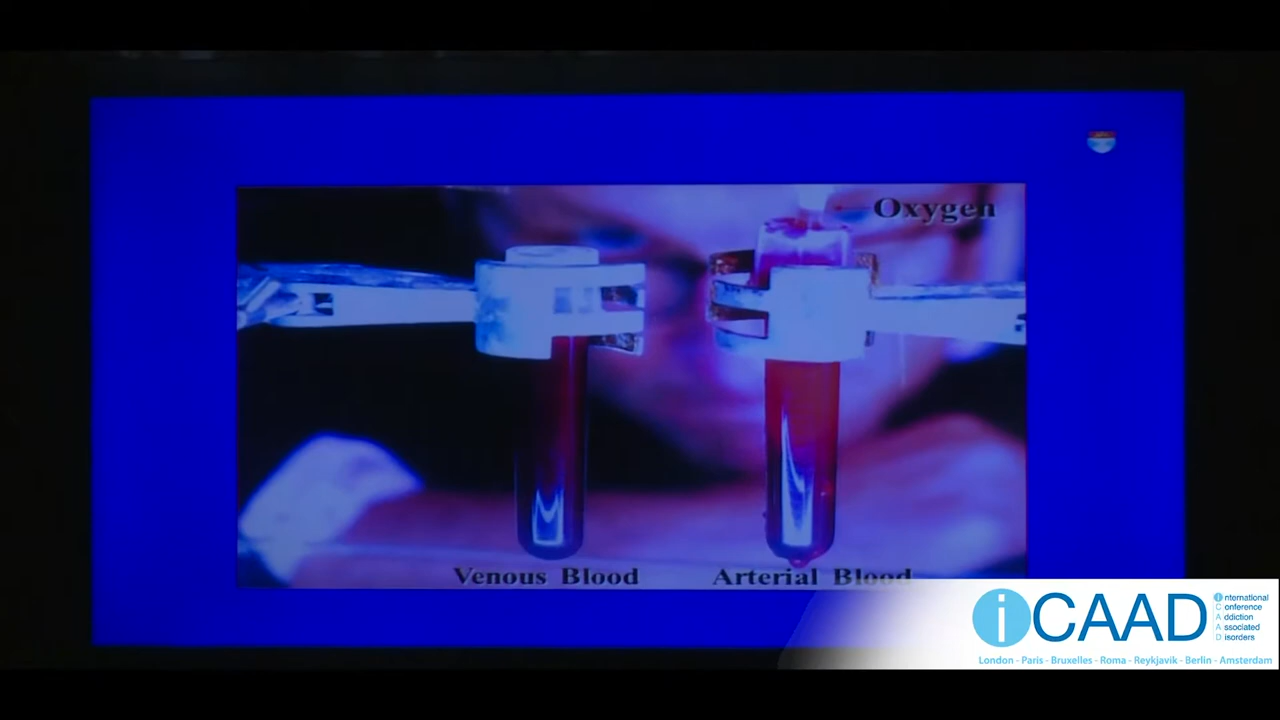 Oxygen
Venous Blood
Arterial Blood
iCAAD
International
Conference
Addiction
Associated
Disorders
London - Paris - Bruxelles - Roma - Reykjavik - Berlin - Amsterdam